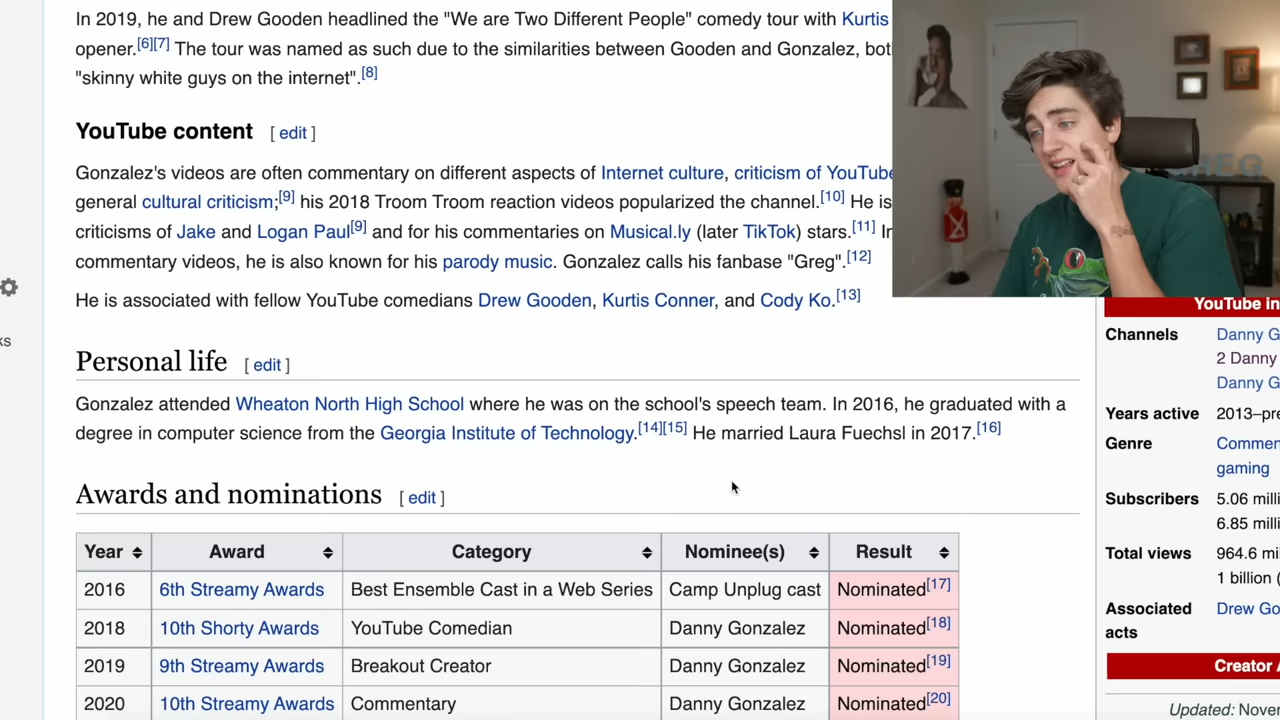 In 2019, he and Drew Gooden headlined the "We are Two Different People" comedy tour with Kurtis
opener.[6][7] The tour was named as such due to the similarities between Gooden and Gonzalez,
"skinny white guys on the internet".[8]
YouTube content [ edit ]
Gonzalez's videos are often commentary on different aspects of Internet culture, criticism of YouTube
general cultural criticism;[9] his 2018 Troom Troom reaction videos popularized the channel.[10] He is
criticisms of Jake and Logan Paul[9] and for his commentaries on Musical.ly (later TikTok) stars.[11]
commentary videos, he is also known for his parody music. Gonzalez calls his fanbase "Greg".[12]
He is associated with fellow YouTube comedians Drew Gooden, Kurtis Conner, and Cody Ko.[13]
GREG
ks
YouTube in
Channels Danny G
2 Danny
Danny G
Years active 2013–pre
Genre Commen
gaming
Subscribers 5.06 milli
6.85 milli
Total views 964.6 mi
1 billion (
Associated acts Drew Go
Creator A
Updated: Nover
Personal life [ edit ]
Gonzalez attended Wheaton North High School where he was on the school's speech team. In 2016, he graduated with a
degree in computer science from the Georgia Institute of Technology.[14][15] He married Laura Fuechsl in 2017.[16]
Awards and nominations [ edit ]
Year Award Category Nominee(s) Result
2016 6th Streamy Awards Best Ensemble Cast in a Web Series Camp Unplug cast Nominated[17]
2018 10th Shorty Awards YouTube Comedian Danny Gonzalez Nominated[18]
2019 9th Streamy Awards Breakout Creator Danny Gonzalez Nominated[19]
2020 10th Streamy Awards Commentary Danny Gonzalez Nominated[20]